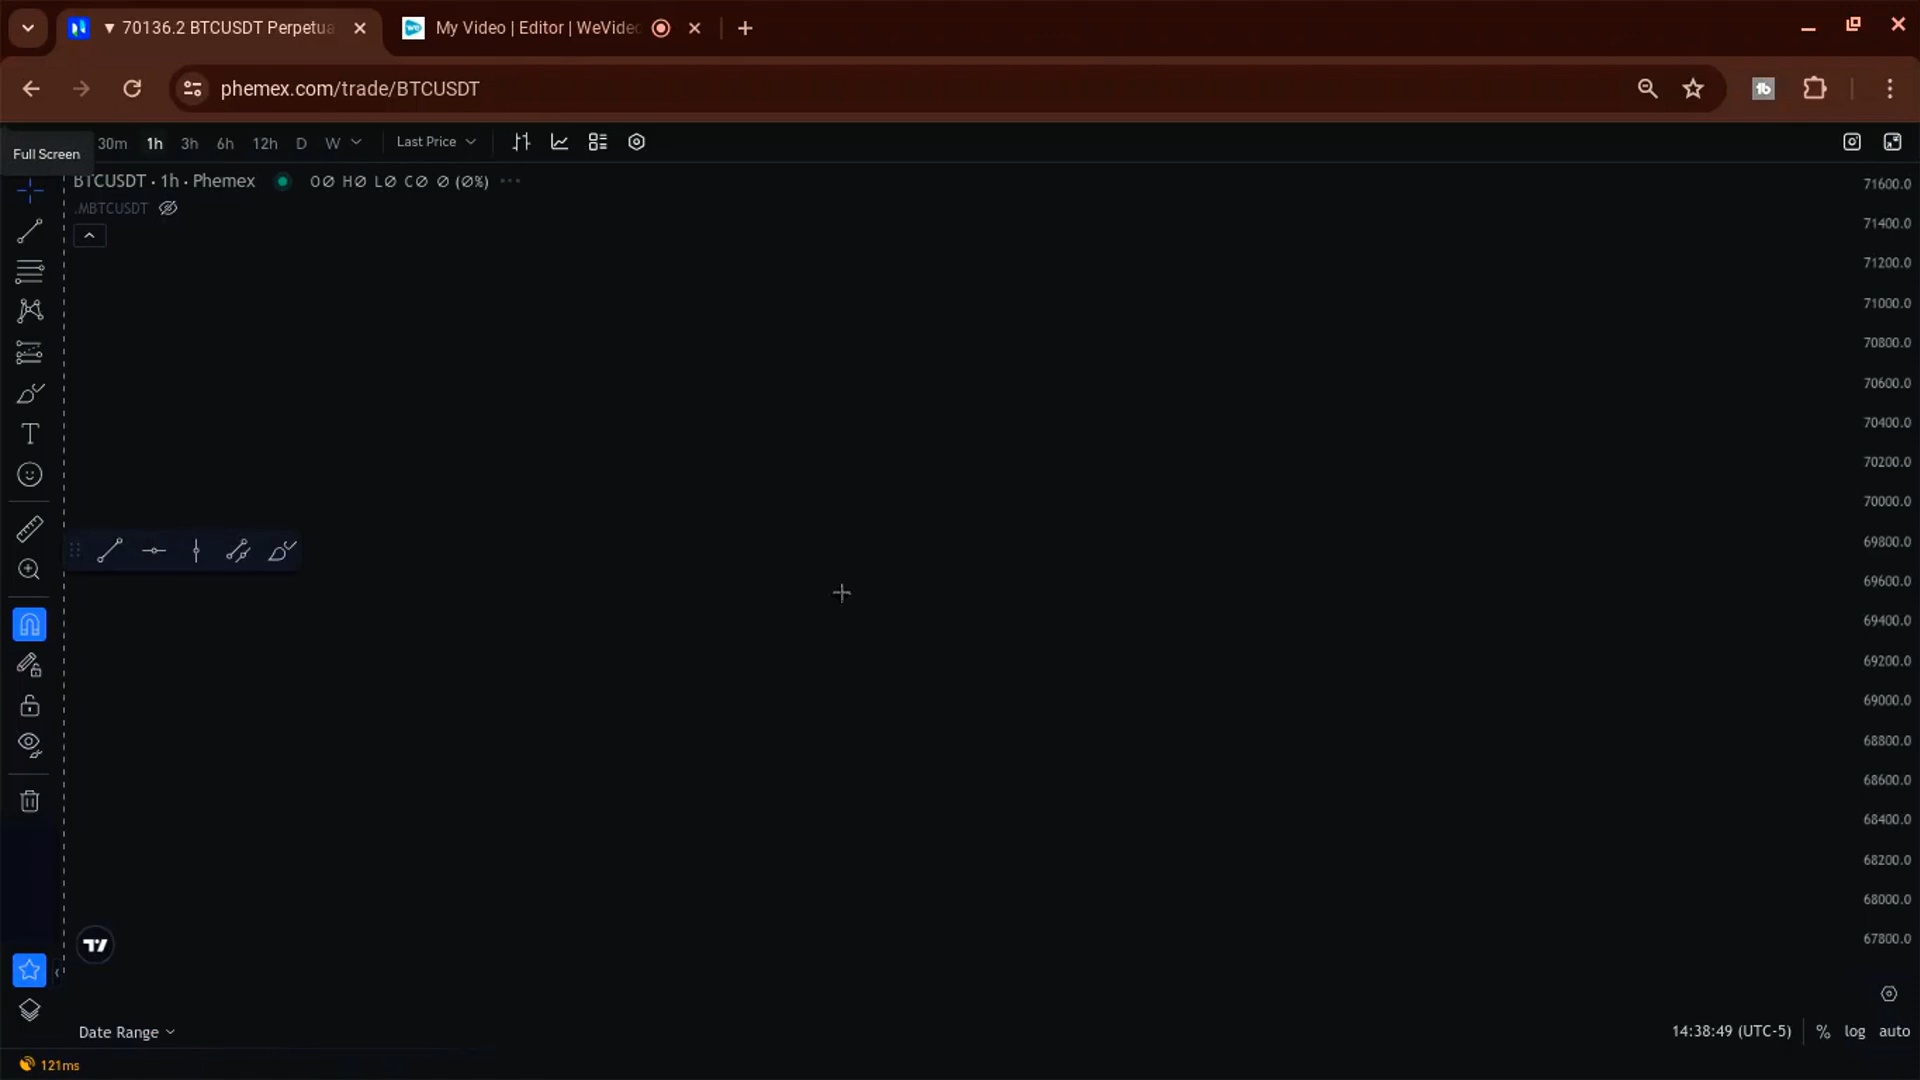 ▼ 70136.2 BTCUSDT Perpetua
My Video | Editor | WeVideo
phemex.com/trade/BTCUSDT
Full Screen
30m 1h 3h 6h 12h D W
Last Price
BTCUSDT · 1h · Phemex
O∅ H∅ L∅ C∅ ∅ (∅%)
.MBTCUSDT
71600.0
71400.0
71200.0
71000.0
70800.0
70600.0
70400.0
70200.0
70000.0
69800.0
69600.0
69400.0
69200.0
69000.0
68800.0
68600.0
68400.0
68200.0
68000.0
67800.0
Date Range
14:38:49 (UTC-5) % log auto
121ms